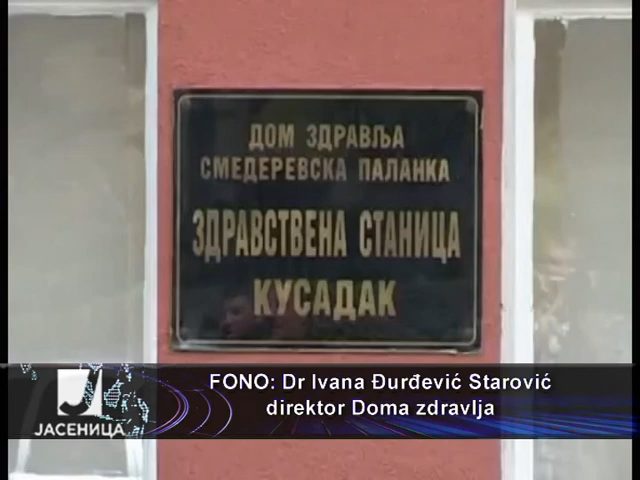 ДОМ ЗДРАВЉА
СМЕДЕРЕВСКА ПАЛАНКА
ЗДРАВСТВЕНА СТАНИЦА
КУСАДАК
FONO: Dr Ivana Đurđević Starović
direktor Doma zdravlja
J
ЈАСЕНИЦА